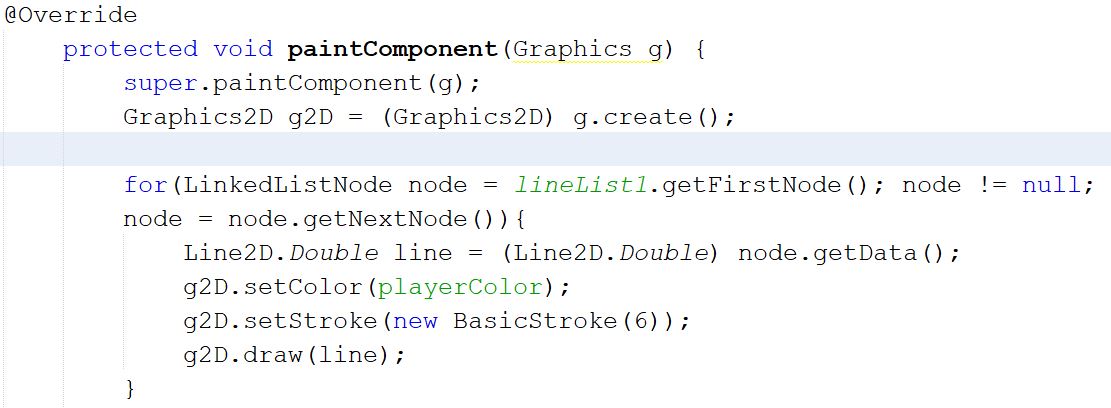 @Override
    protected void paintComponent(Graphics g) {
        super.paintComponent(g);
        Graphics2D g2D = (Graphics2D) g.create();

        for(LinkedListNode node = lineList1.getFirstNode(); node != null;
        node = node.getNextNode()){
            Line2D.Double line = (Line2D.Double) node.getData();
            g2D.setColor(playerColor);
            g2D.setStroke(new BasicStroke(6));
            g2D.draw(line);
        }